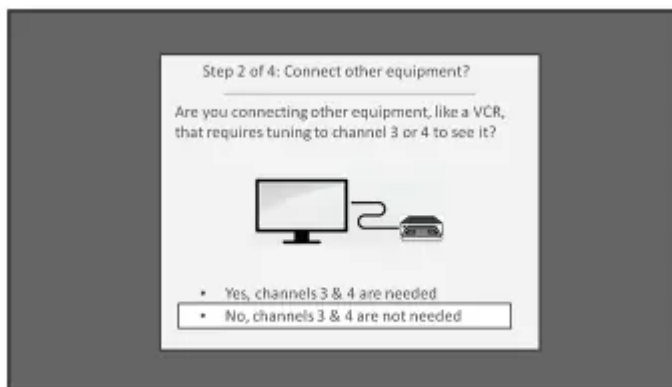 Step 2 of 4: Connect other equipment?
Are you connecting other equipment, like a VCR,
that requires tuning to channel 3 or 4 to see it?
• Yes, channels 3 & 4 are needed
• No, channels 3 & 4 are not needed